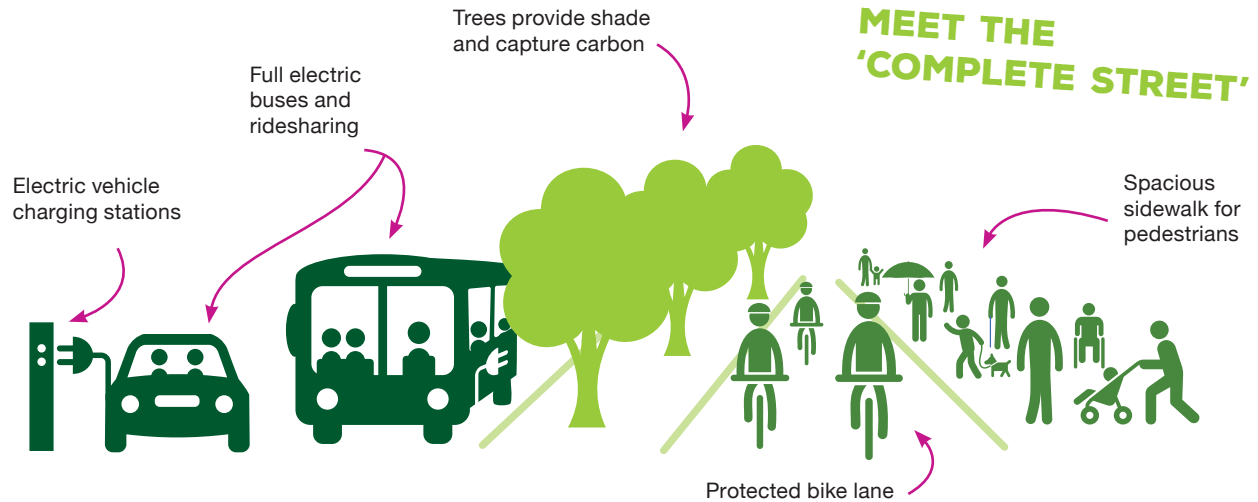 MEET THE
'COMPLETE STREET'
Trees provide shade
and capture carbon
Full electric
buses and
ridesharing
Electric vehicle
charging stations
Spacious
sidewalk for
pedestrians
Protected bike lane